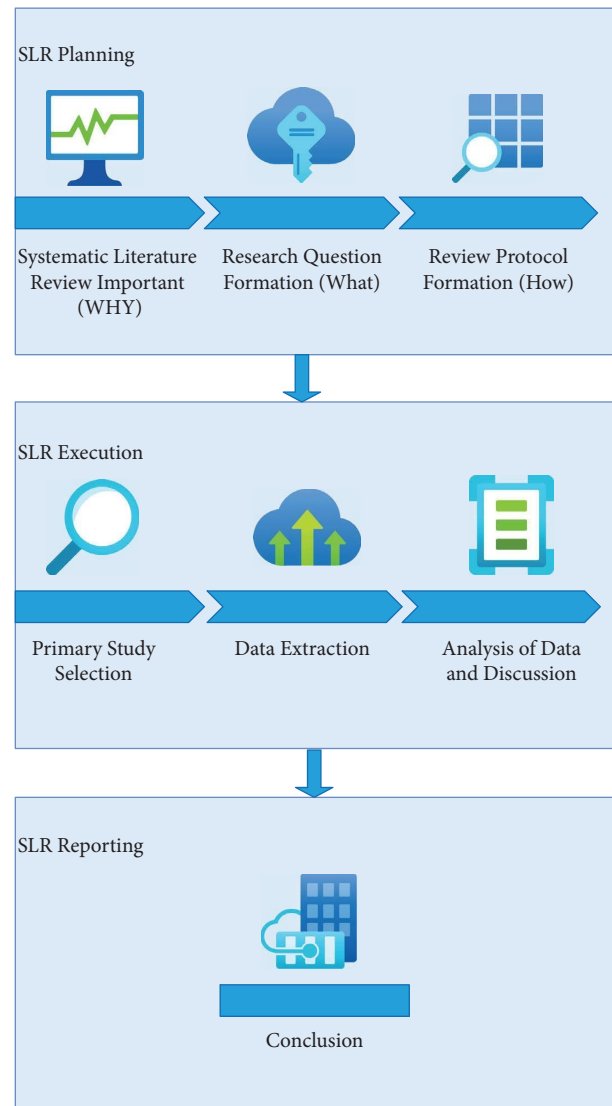 SLR Planning
Systematic Literature
Review Important
(WHY)
Research Question
Formation (What)
Review Protocol
Formation (How)
SLR Execution
Primary Study
Selection
Data Extraction
Analysis of Data
and Discussion
SLR Reporting
Conclusion